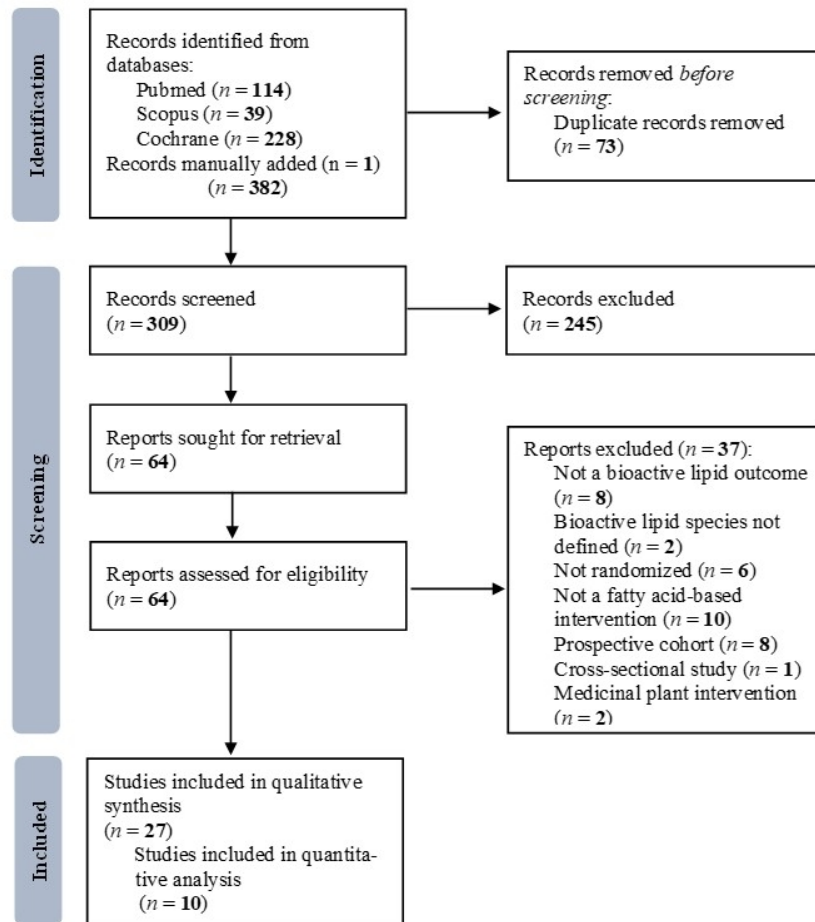 Identification
Records identified from
databases:
Pubmed (n = 114)
Scopus (n = 39)
Cochrane (n = 228)
Records manually added (n = 1)
(n = 382)
Records removed before
screening:
Duplicate records removed
(n = 73)
Screening
Records screened
(n = 309)
Records excluded
(n = 245)
Reports sought for retrieval
(n = 64)
Reports assessed for eligibility
(n = 64)
Reports excluded (n = 37):
Not a bioactive lipid outcome
(n = 8)
Bioactive lipid species not
defined (n = 2)
Not randomized (n = 6)
Not a fatty acid-based
intervention (n = 10)
Prospective cohort (n = 8)
Cross-sectional study (n = 1)
Medicinal plant intervention
(n = 2)
Included
Studies included in qualitative
synthesis
(n = 27)
Studies included in quantita-
tive analysis
(n = 10)